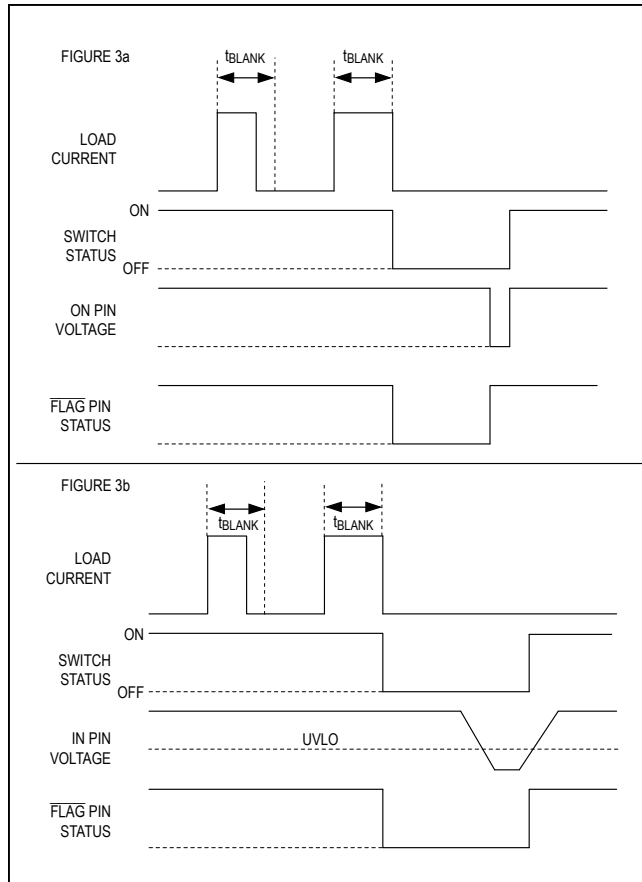 FIGURE 3a
tBLANK tBLANK
LOAD
CURRENT
ON
SWITCH
STATUS
OFF
ON PIN
VOLTAGE
FLAG PIN
STATUS
FIGURE 3b
tBLANK tBLANK
LOAD
CURRENT
ON
SWITCH
STATUS
OFF
IN PIN
VOLTAGE
UVLO
FLAG PIN
STATUS